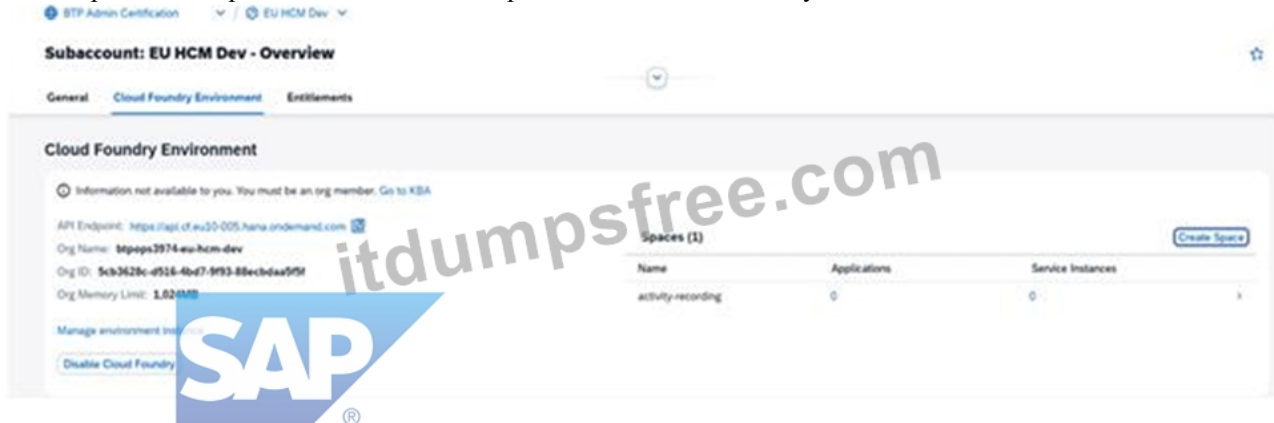 BTP Admin Certification / EU HCM Dev
Subaccount: EU HCM Dev - Overview
General Cloud Foundry Environment Entitlements
Cloud Foundry Environment
Information not available to you. You must be an org member. Go to KBA
API Endpoint: https://api.cf.eu10-005.hana.ondemand.com
Org Name: btpops3974-eu-hcm-dev
Org ID: 5cb3628c-d516-4bd7-9f93-88ecbdaa5f5f
Org Memory Limit: 1,024MB
Manage environment
Disable Cloud Foundry
Spaces (1) Create Space
Name Applications Service Instances
activity-recording 0 0
itdumpsfree.com
SAP ®